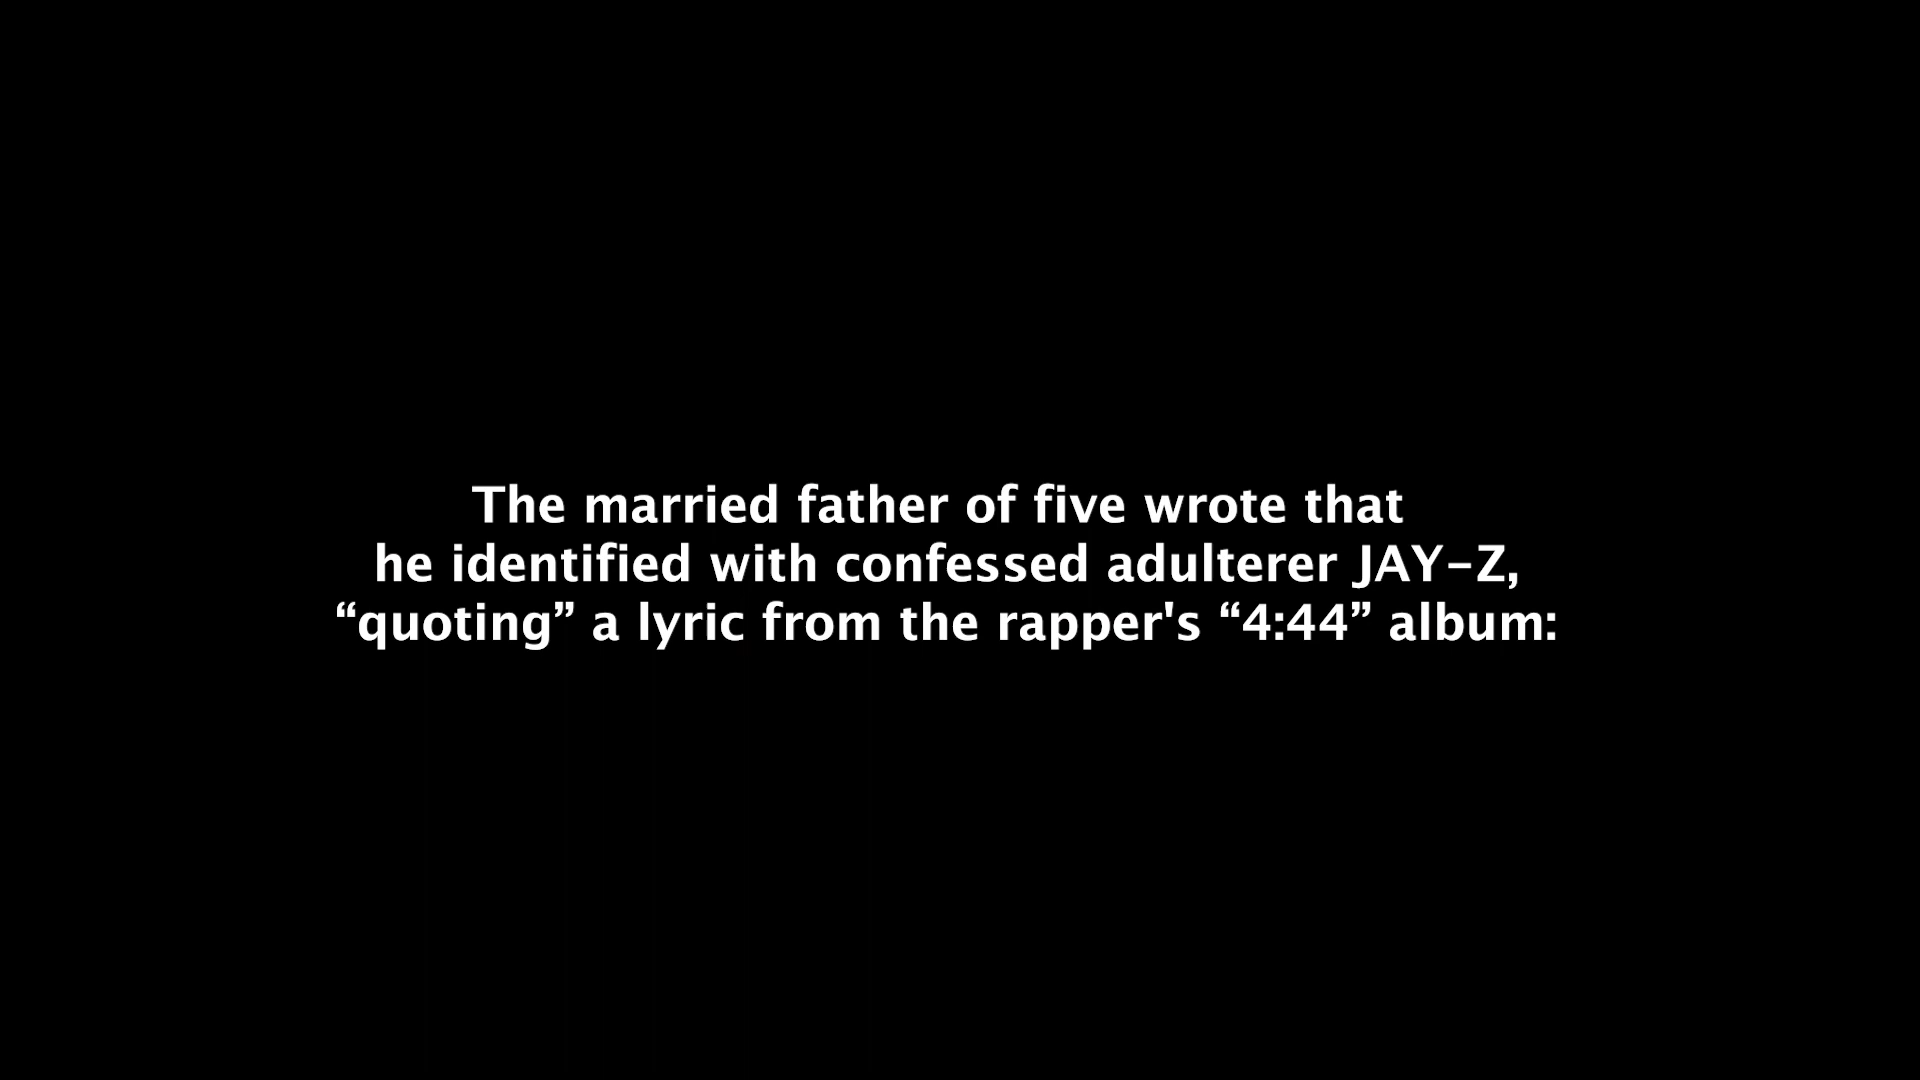 The married father of five wrote that
he identified with confessed adulterer JAY-Z,
“quoting” a lyric from the rapper's “4:44” album: